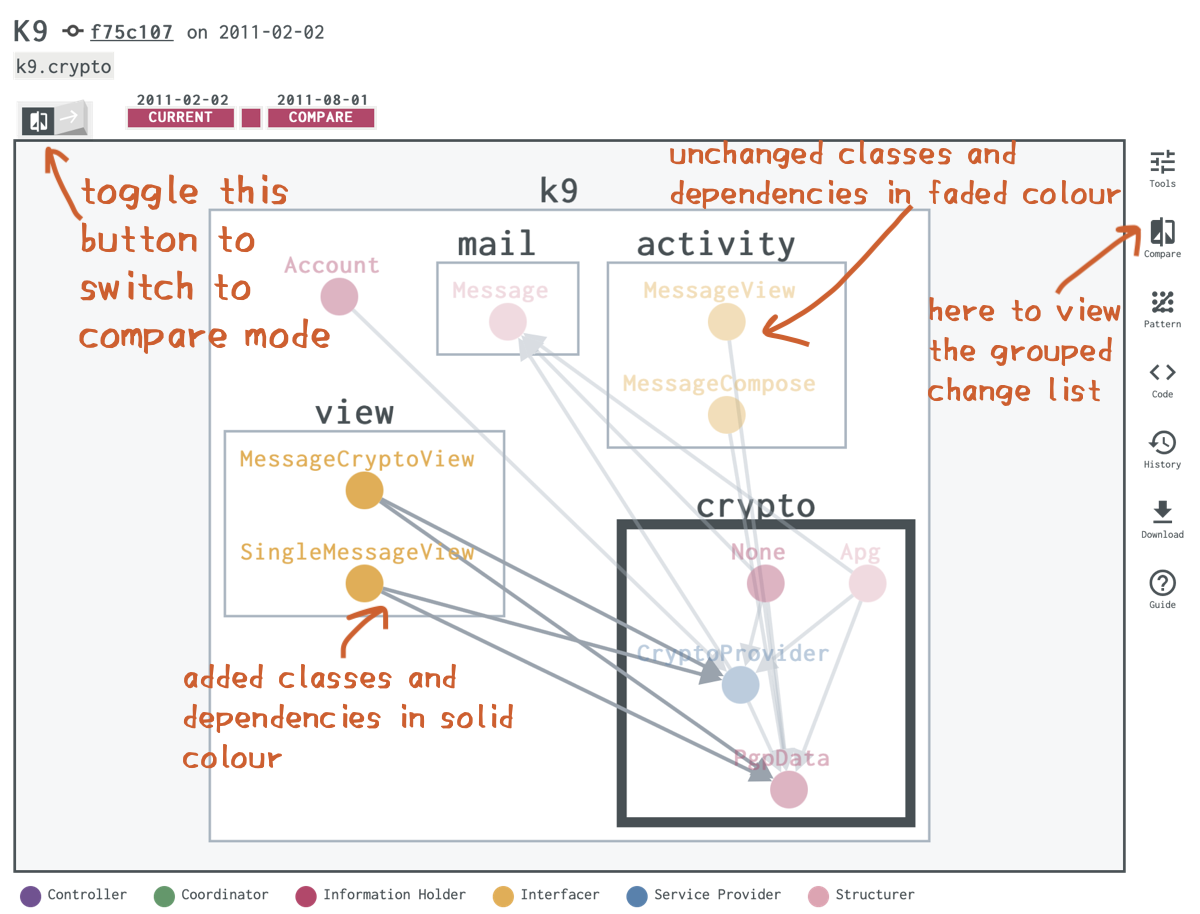 K9 f75c107 on 2011-02-02
k9.crypto
2011-02-02 2011-08-01
CURRENT COMPARE
toggle this
button to
switch to
compare mode
unchanged classes and
dependencies in faded colour
k9
mail
activity
Account
Message
MessageView
MessageCompose
here to view
the grouped
change list
view
MessageCryptoView
SingleMessageView
crypto
None Apg
CryptoProvider
PgpData
added classes and
dependencies in solid
colour
Tools
Compare
Pattern
Code
History
Download
Guide
Controller Coordinator Information Holder Interfacer Service Provider Structurer